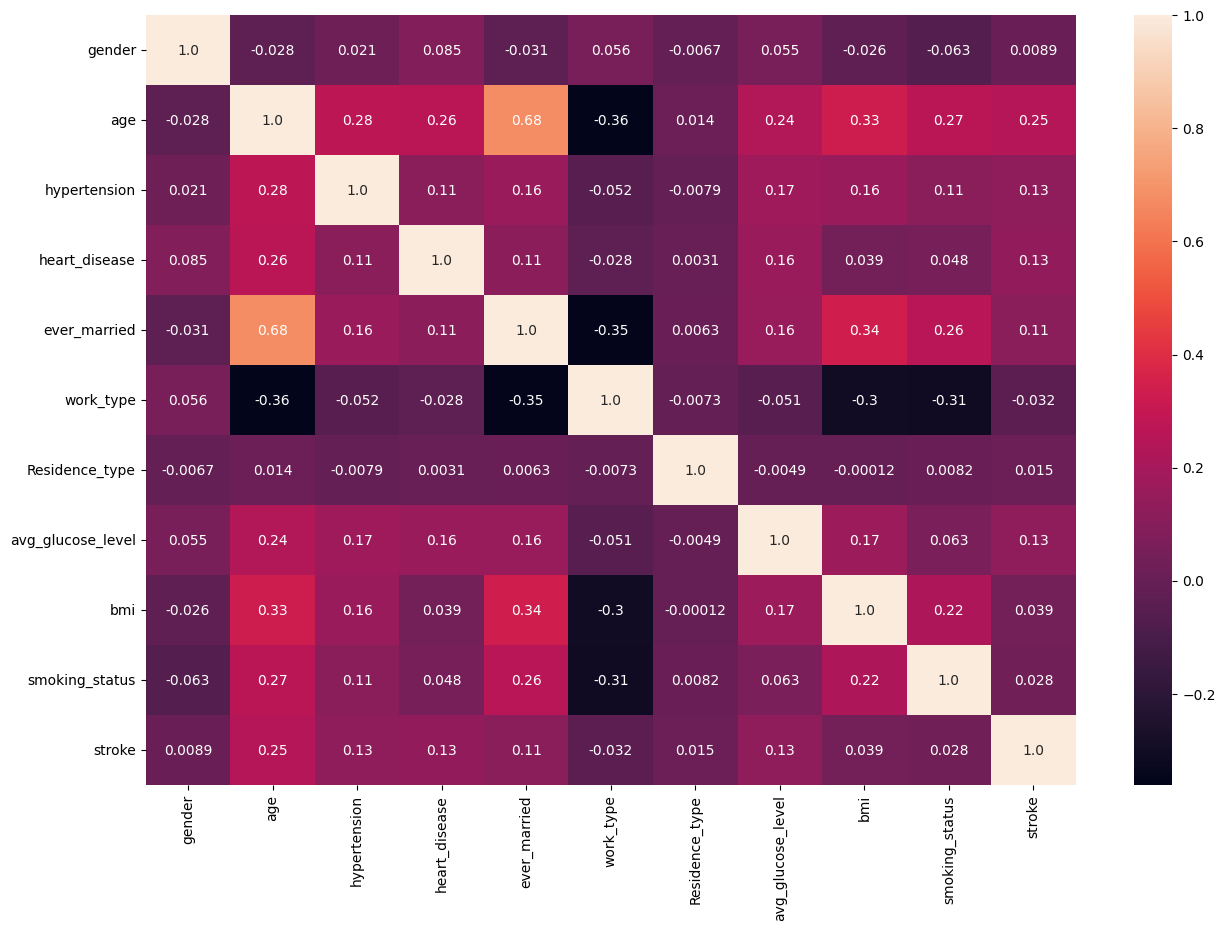 gender 1.0 -0.028 0.021 0.085 -0.031 0.056 -0.0067 0.055 -0.026 -0.063 0.0089
age -0.028 1.0 0.28 0.26 0.68 -0.36 0.014 0.24 0.33 0.27 0.25
hypertension 0.021 0.28 1.0 0.11 0.16 -0.052 -0.0079 0.17 0.16 0.11 0.13
heart_disease 0.085 0.26 0.11 1.0 0.11 -0.028 0.0031 0.16 0.039 0.048 0.13
ever_married -0.031 0.68 0.16 0.11 1.0 -0.35 0.0063 0.16 0.34 0.26 0.11
work_type 0.056 -0.36 -0.052 -0.028 -0.35 1.0 -0.0073 -0.051 -0.3 -0.31 -0.032
Residence_type -0.0067 0.014 -0.0079 0.0031 0.0063 -0.0073 1.0 -0.0049 -0.00012 0.0082 0.015
avg_glucose_level 0.055 0.24 0.17 0.16 0.16 -0.051 -0.0049 1.0 0.17 0.063 0.13
bmi -0.026 0.33 0.16 0.039 0.34 -0.3 -0.00012 0.17 1.0 0.22 0.039
smoking_status -0.063 0.27 0.11 0.048 0.26 -0.31 0.0082 0.063 0.22 1.0 0.028
stroke 0.0089 0.25 0.13 0.13 0.11 -0.032 0.015 0.13 0.039 0.028 1.0
gender age hypertension heart_disease ever_married work_type Residence_type avg_glucose_level bmi smoking_status stroke
1.0
0.8
0.6
0.4
0.2
0.0
−0.2